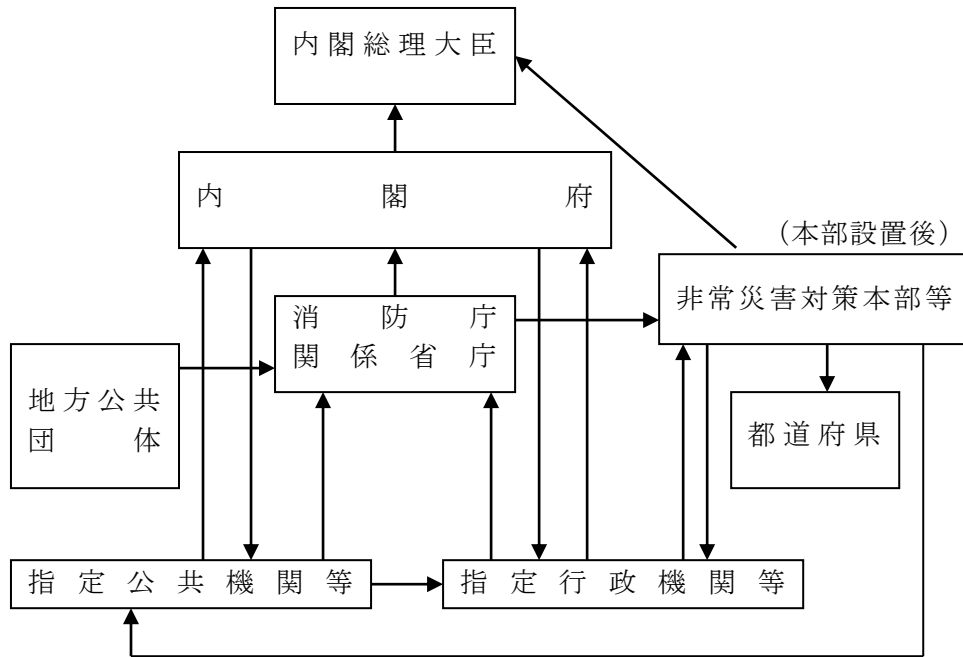 内閣総理大臣
内閣府
（本部設置後）
非常災害対策本部等
消防庁
関係省庁
地方公共
団体
都道府県
指定公共機関等
指定行政機関等